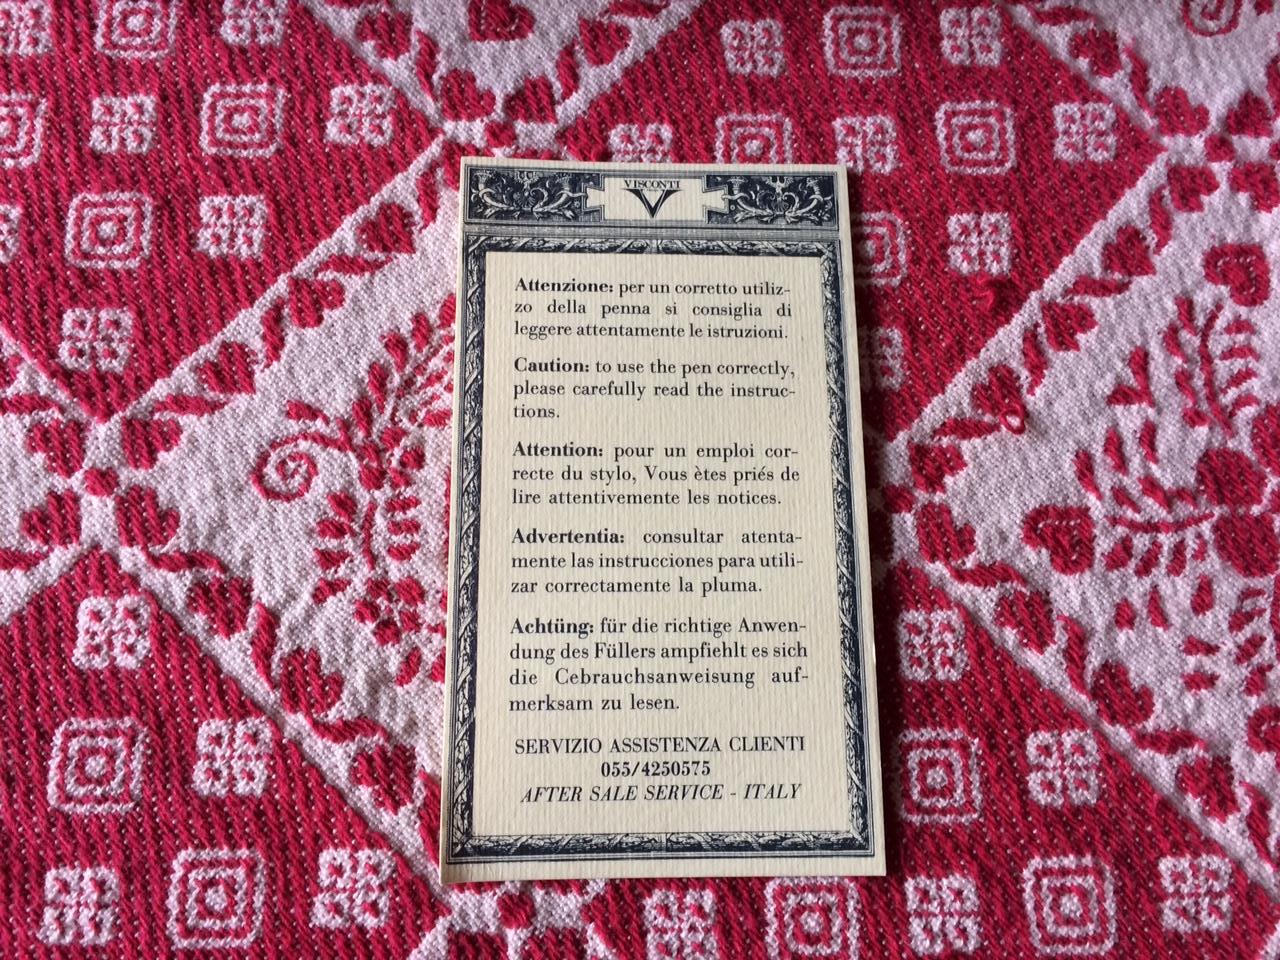 VISCONTI
Attenzione: per un corretto utiliz-
zo della penna si consiglia di
leggere attentamente le istruzioni.
Caution: to use the pen correctly,
please carefully read the instruc-
tions.
Attention: pour un emploi cor-
recte du stylo, Vous ètes priés de
lire attentivemente les notices.
Advertentia: consultar atenta-
mente las instrucciones para utili-
zar correctamente la pluma.
Achtüng: für die richtige Anwen-
dung des Füllers ampfiehlt es sich
die Cebrauchsanweisung auf-
merksam zu lesen.
SERVIZIO ASSISTENZA CLIENTI
055/4250575
AFTER SALE SERVICE - ITALY